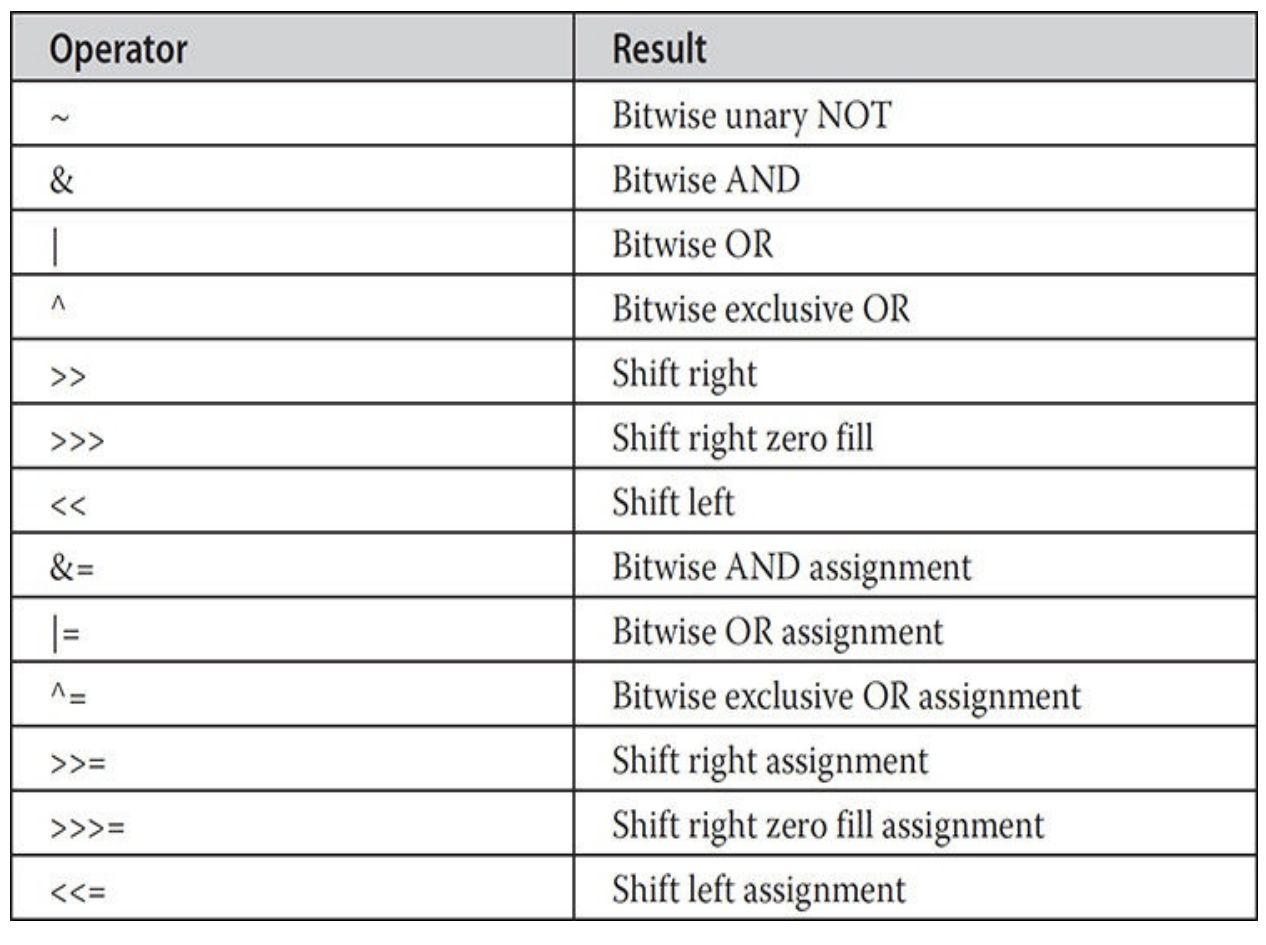 Operator Result
~ Bitwise unary NOT
& Bitwise AND
| Bitwise OR
^ Bitwise exclusive OR
>> Shift right
>>> Shift right zero fill
<< Shift left
&= Bitwise AND assignment
|= Bitwise OR assignment
^= Bitwise exclusive OR assignment
>>= Shift right assignment
>>>= Shift right zero fill assignment
<<= Shift left assignment